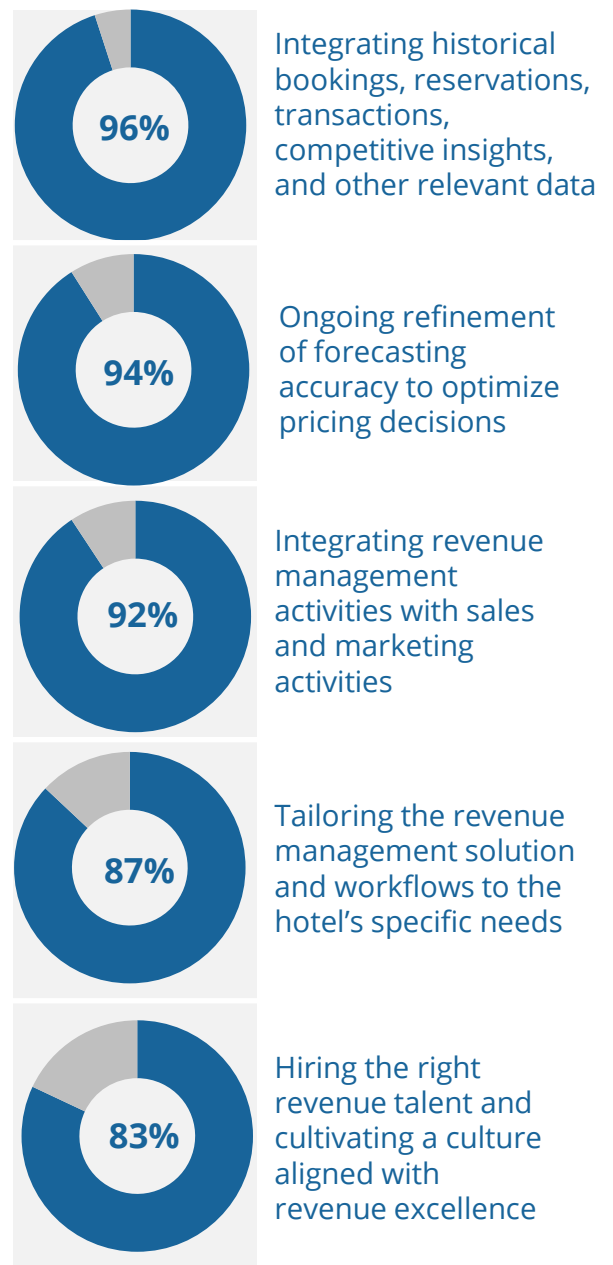 96%
Integrating historical
bookings, reservations,
transactions,
competitive insights,
and other relevant data
94%
Ongoing refinement
of forecasting
accuracy to optimize
pricing decisions
92%
Integrating revenue
management
activities with sales
and marketing
activities
87%
Tailoring the revenue
management solution
and workflows to the
hotel’s specific needs
83%
Hiring the right
revenue talent and
cultivating a culture
aligned with
revenue excellence